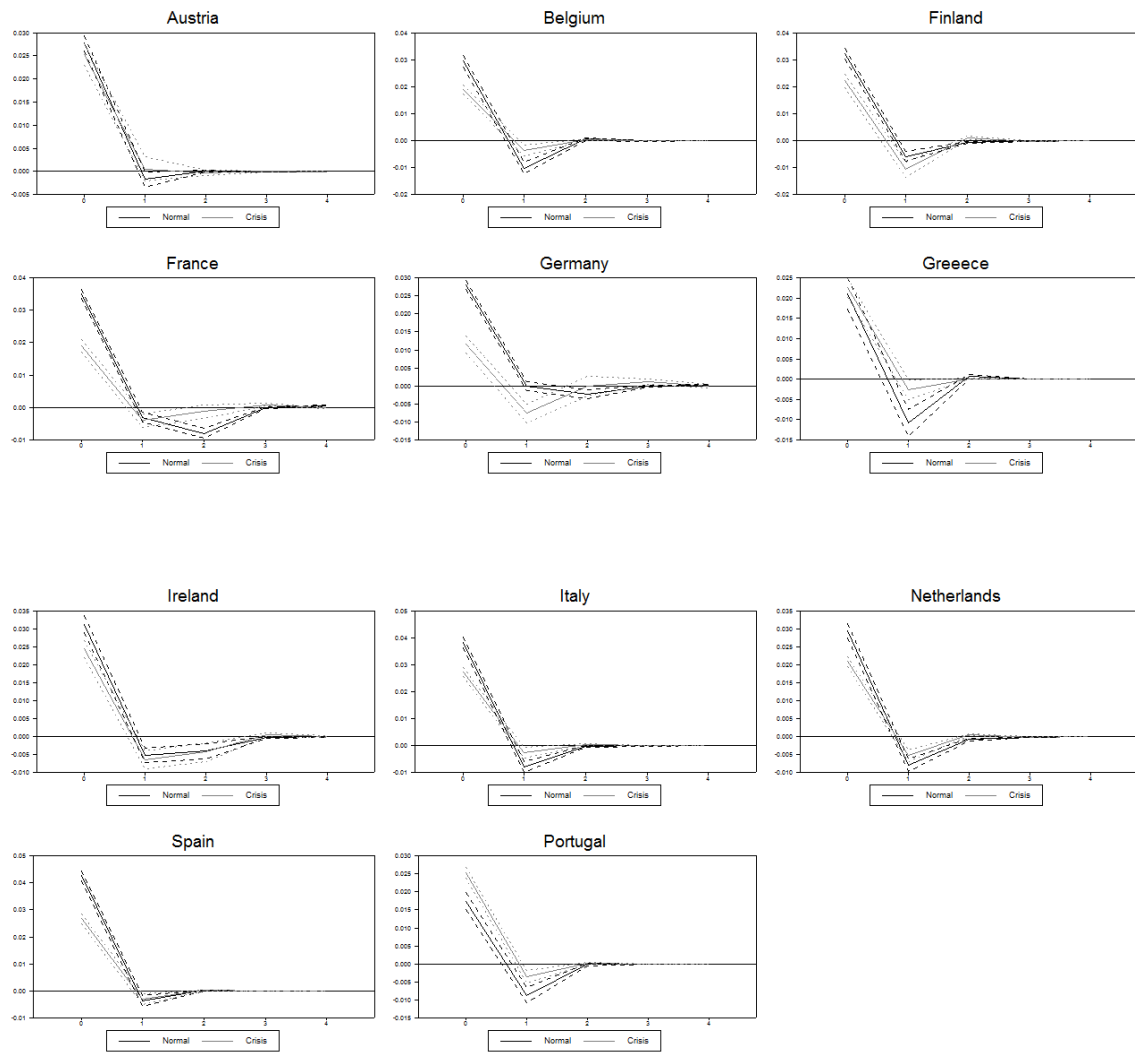 Austria
0.030
0.025
0.020
0.015
0.010
0.005
0.000
-0.005
0 1 2 3 4
Normal Crisis
Belgium
0.04
0.03
0.02
0.01
0.00
-0.01
-0.02
0 1 2 3 4
Normal Crisis
Finland
0.04
0.03
0.02
0.01
0.00
-0.01
-0.02
0 1 2 3 4
Normal Crisis
France
0.04
0.03
0.02
0.01
0.00
-0.01
0 1 2 3 4
Normal Crisis
Germany
0.030
0.025
0.020
0.015
0.010
0.005
0.000
-0.005
-0.010
-0.015
0 1 2 3 4
Normal Crisis
Greeece
0.025
0.020
0.015
0.010
0.005
0.000
-0.005
-0.010
-0.015
0 1 2 3 4
Normal Crisis
Ireland
0.035
0.030
0.025
0.020
0.015
0.010
0.005
0.000
-0.005
-0.010
0 1 2 3 4
Normal Crisis
Italy
0.05
0.04
0.03
0.02
0.01
0.00
-0.01
0 1 2 3 4
Normal Crisis
Netherlands
0.035
0.030
0.025
0.020
0.015
0.010
0.005
0.000
-0.005
-0.010
0 1 2 3 4
Normal Crisis
Spain
0.05
0.04
0.03
0.02
0.01
0.00
-0.01
0 1 2 3 4
Normal Crisis
Portugal
0.030
0.025
0.020
0.015
0.010
0.005
0.000
-0.005
-0.010
-0.015
0 1 2 3 4
Normal Crisis